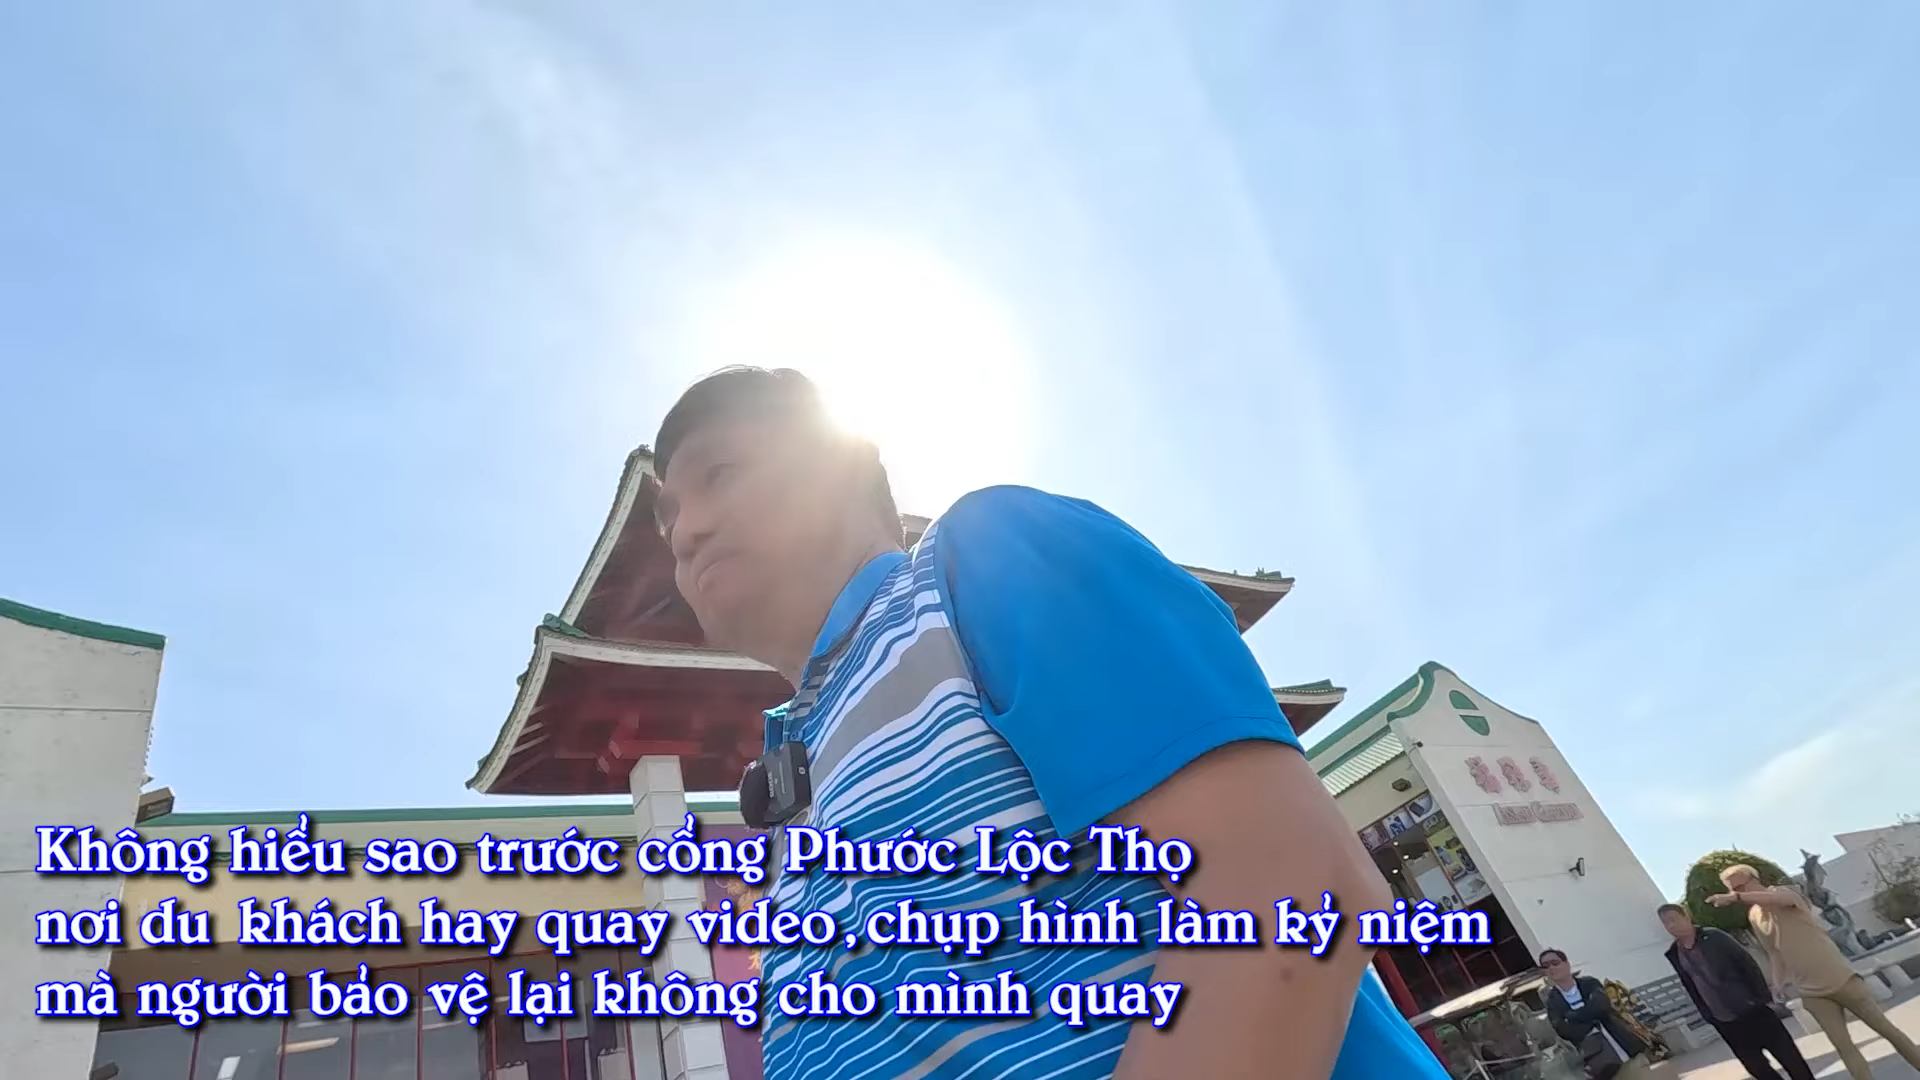 Không hiểu sao trước cổng Phước Lộc Thọ
nơi du khách hay quay video,chụp hình làm kỷ niệm
mà người bảo vệ lại không cho mình quay